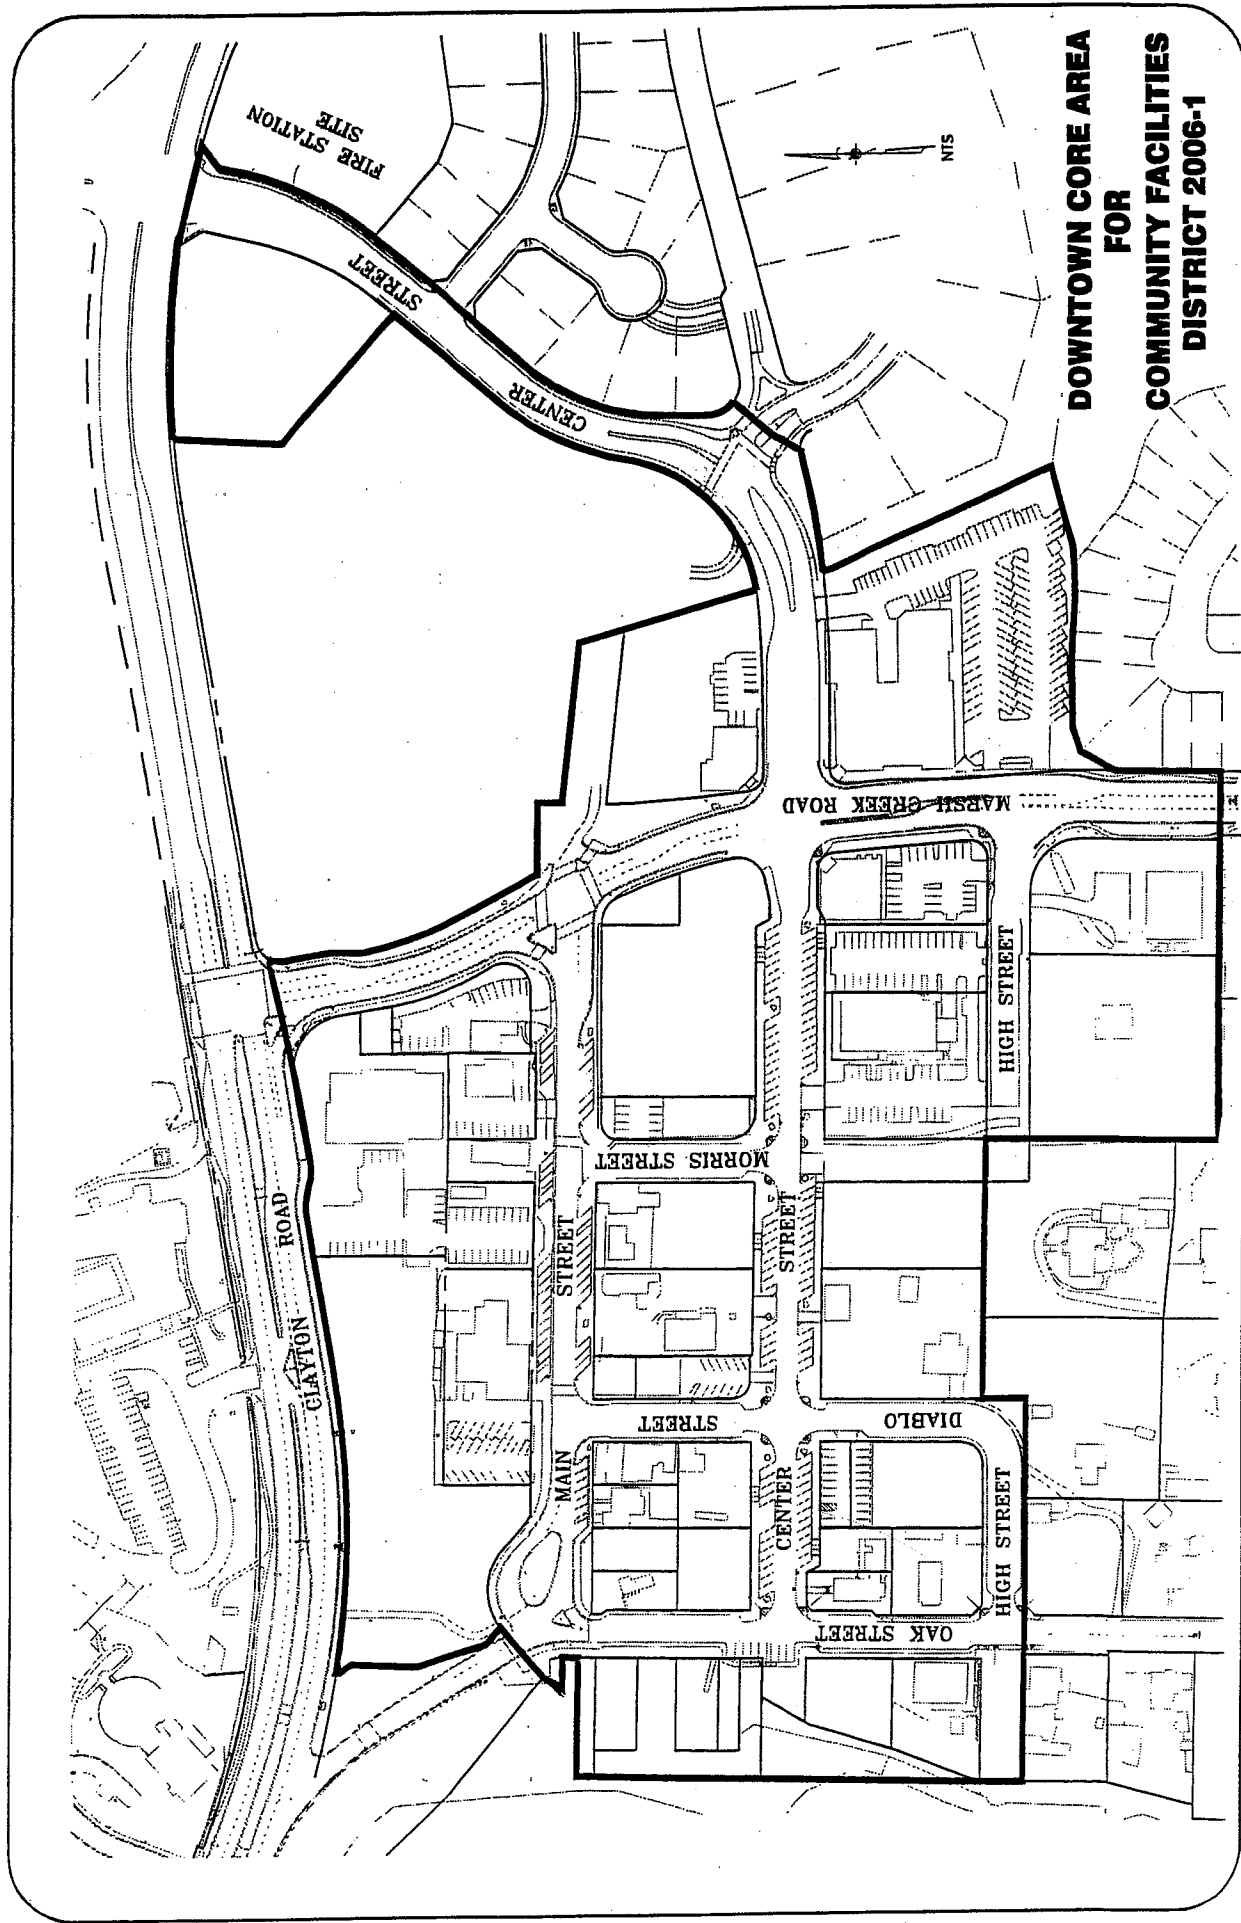 DOWNTOWN CORE AREA
FOR
COMMUNITY FACILITIES
DISTRICT 2006-1
NTS
FIRE STATION
SITE
STREET
CENTER
MARSH CREEK ROAD
HIGH STREET
MORRIS STREET
ROAD
CLAYTON
STREET
MAIN
STREET
CENTER
STREET
DIABLO
HIGH STREET
OAK STREET